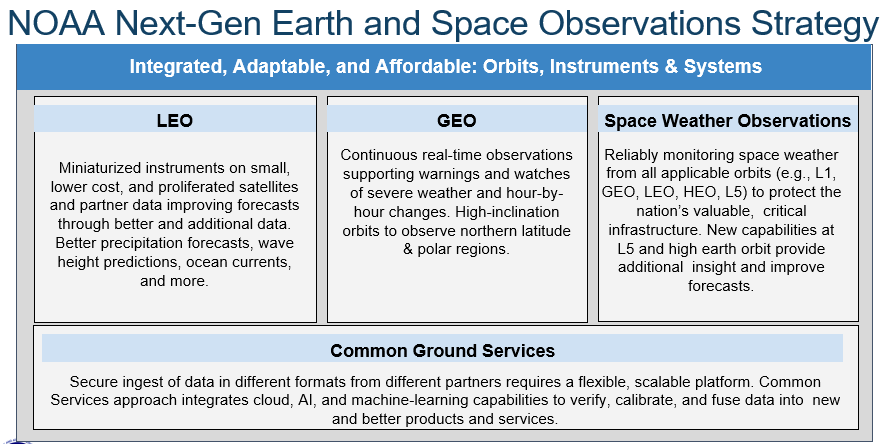 NOAA Next-Gen Earth and Space Observations Strategy
Integrated, Adaptable, and Affordable: Orbits, Instruments & Systems
LEO
Miniaturized instruments on small,
lower cost, and proliferated satellites
and partner data improving forecasts
through better and additional data.
Better precipitation forecasts, wave
height predictions, ocean currents,
and more.
GEO
Continuous real-time observations
supporting warnings and watches
of severe weather and hour-by-
hour changes. High-inclination
orbits to observe northern latitude
& polar regions.
Space Weather Observations
Reliably monitoring space weather
from all applicable orbits (e.g., L1,
GEO, LEO, HEO, L5) to protect the
nation’s valuable, critical
infrastructure. New capabilities at
L5 and high earth orbit provide
additional insight and improve
forecasts.
Common Ground Services
Secure ingest of data in different formats from different partners requires a flexible, scalable platform. Common
Services approach integrates cloud, AI, and machine-learning capabilities to verify, calibrate, and fuse data into new
and better products and services.